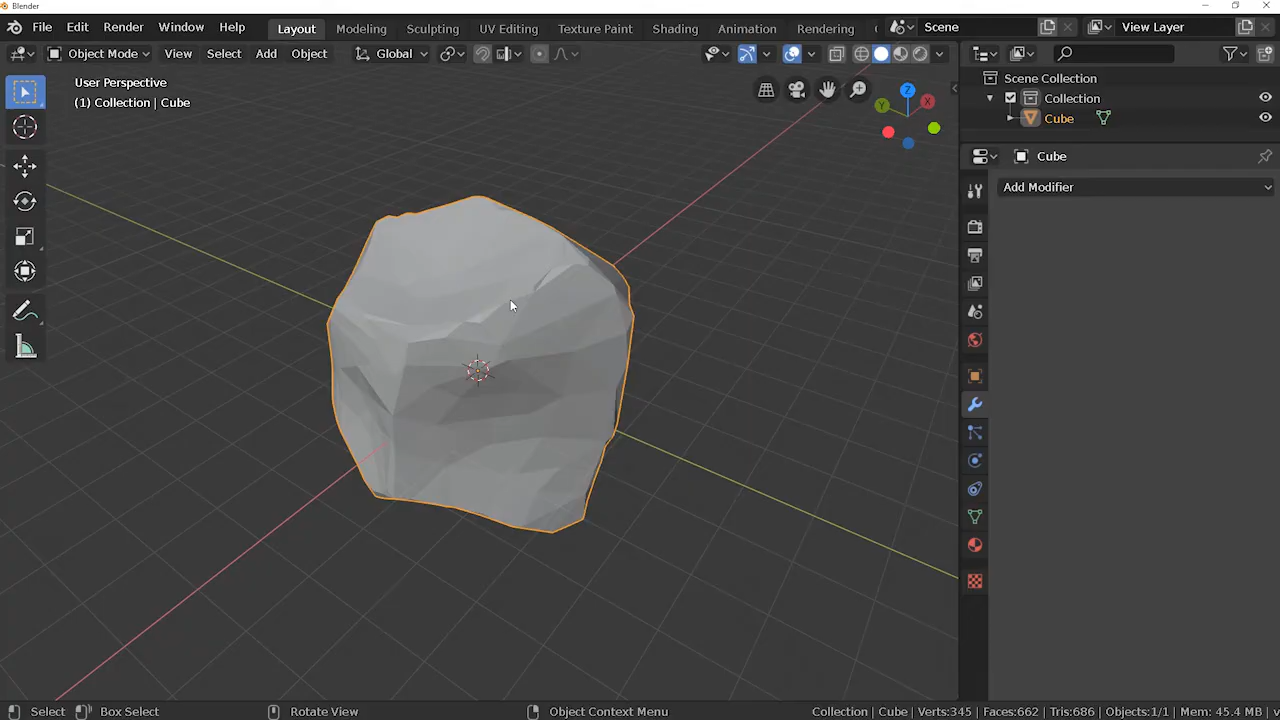 Blender
File Edit Render Window Help Layout Modeling Sculpting UV Editing Texture Paint Shading Animation Rendering Scene View Layer
Object Mode View Select Add Object Global
User Perspective
(1) Collection | Cube
Z
Y
X
Scene Collection
Collection
Cube
Cube
Add Modifier
Select Box Select Rotate View Object Context Menu Collection | Cube | Verts:345 | Faces:662 | Tris:686 | Objects:1/1 | Mem: 45.4 MB | v